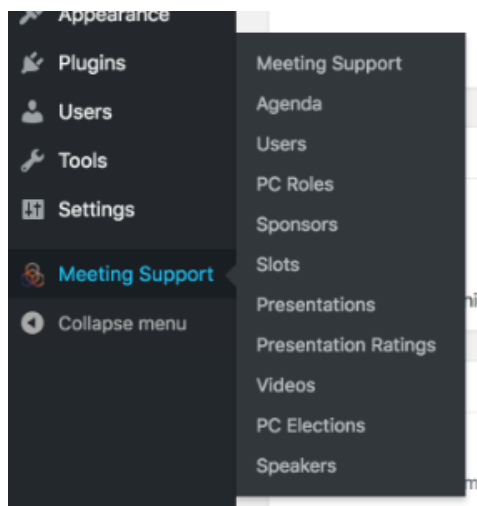 Appearance
Plugins
Users
Tools
Settings
Meeting Support
Collapse menu
Meeting Support
Agenda
Users
PC Roles
Sponsors
Slots
Presentations
Presentation Ratings
Videos
PC Elections
Speakers